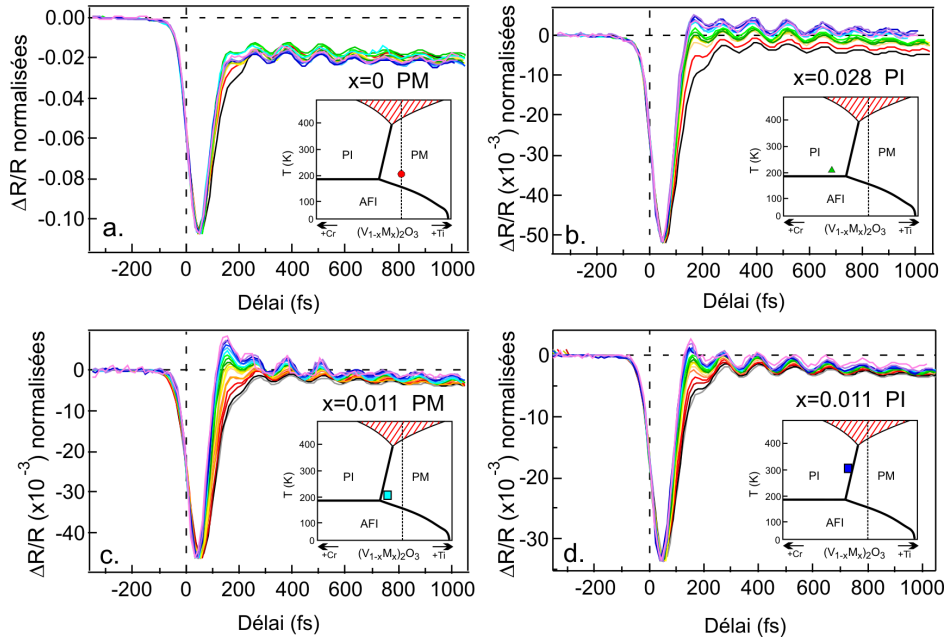 ΔR/R normalisées
0.00
-0.02
-0.04
-0.06
-0.08
-0.10
x=0 PM
T (K)
400
300
200
100
0
PI
PM
AFI
+Cr
(V1-xMx)2O3
+Ti
a.
-200
0
200
400
600
800
1000
Délai (fs)
ΔR/R (x10-3) normalisées
0
-10
-20
-30
-40
-50
x=0.028 PI
T (K)
400
300
200
100
0
PI
PM
AFI
+Cr
(V1-xMx)2O3
+Ti
b.
-200
0
200
400
600
800
1000
Délai (fs)
ΔR/R (x10-3) normalisées
0
-10
-20
-30
-40
x=0.011 PM
T (K)
400
300
200
100
0
PI
PM
AFI
+Cr
(V1-xMx)2O3
+Ti
c.
-200
0
200
400
600
800
1000
Délai (fs)
ΔR/R (x10-3) normalisées
0
-10
-20
-30
x=0.011 PI
T (K)
400
300
200
100
0
PI
PM
AFI
+Cr
(V1-xMx)2O3
+Ti
d.
-200
0
200
400
600
800
1000
Délai (fs)